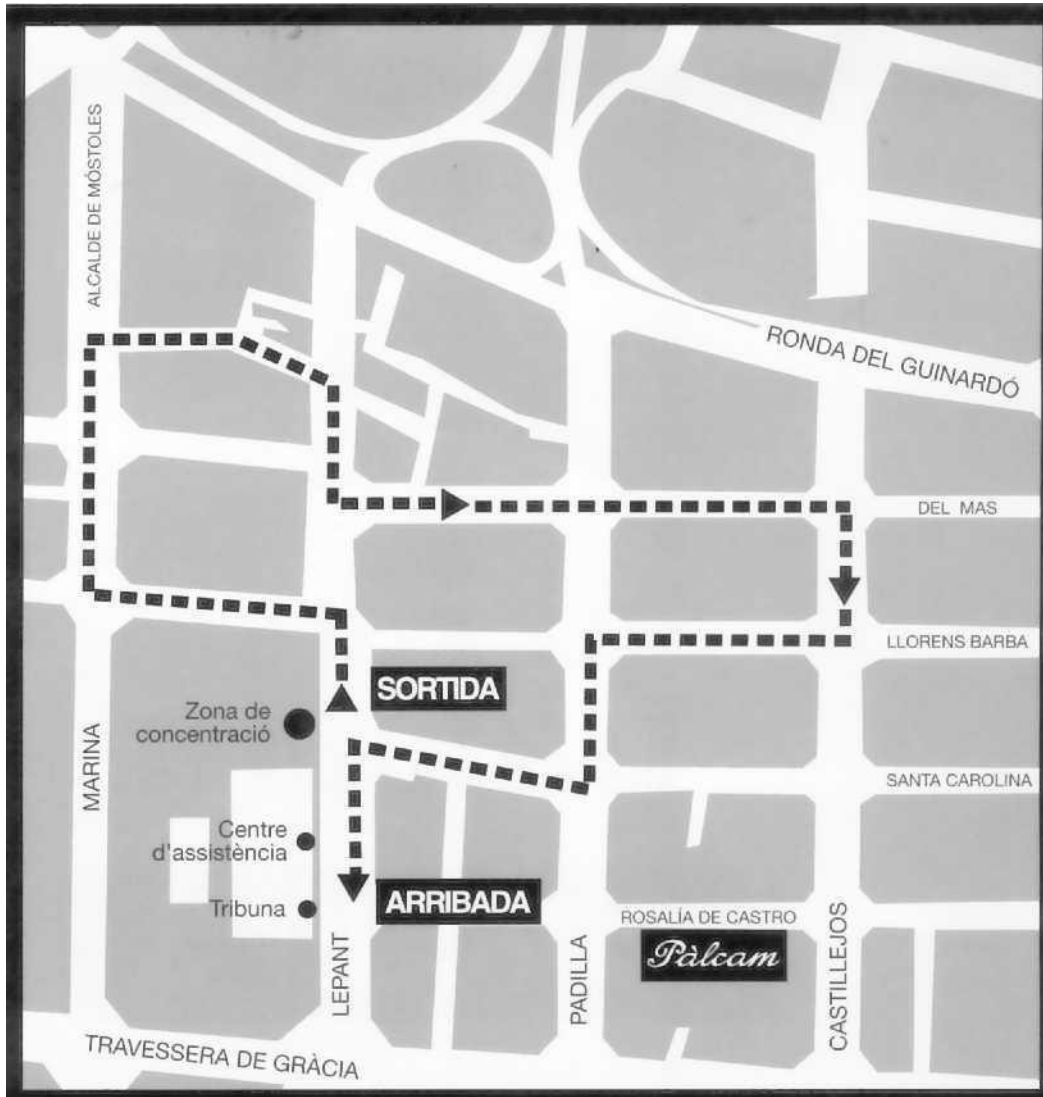 ALCALDE DE MÓSTOLES
RONDA DEL GUINARDÓ
DEL MAS
LLORENS BARBA
SORTIDA
Zona de
concentració
MARINA
SANTA CAROLINA
Centre
d'assistència
ARRIBADA
Tribuna
ROSALÍA DE CASTRO
Pàlcam
LEPANT
PADILLA
CASTILLEJOS
TRAVESSERA DE GRÀCIA